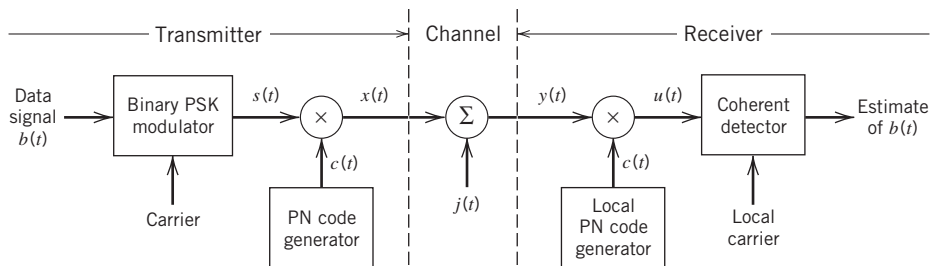 Transmitter
Channel
Receiver
Data
signal
b(t)
Binary PSK
modulator
s(t)
×
x(t)
Σ
y(t)
×
u(t)
Coherent
detector
Estimate
of b(t)
c(t)
c(t)
Carrier
PN code
generator
j(t)
Local
PN code
generator
Local
carrier